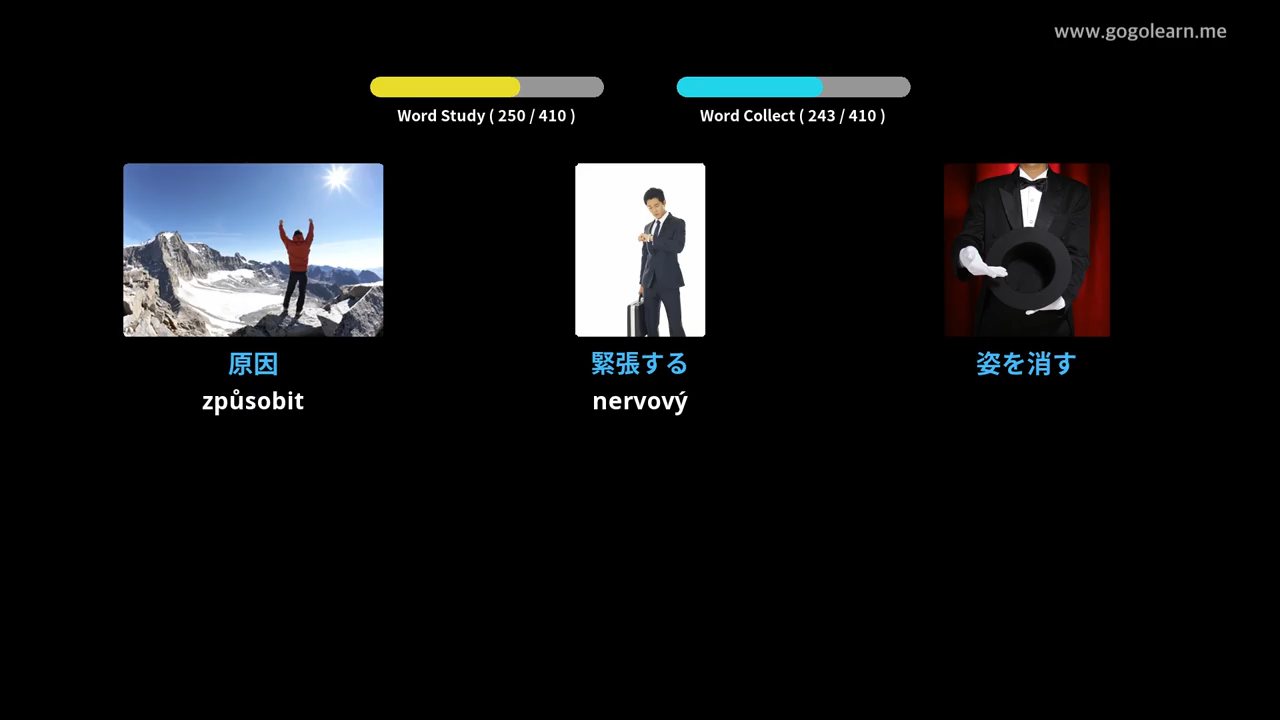 www.gogolearn.me
Word Study ( 250 / 410 )
Word Collect ( 243 / 410 )
原因
způsobit
緊張する
nervový
姿を消す